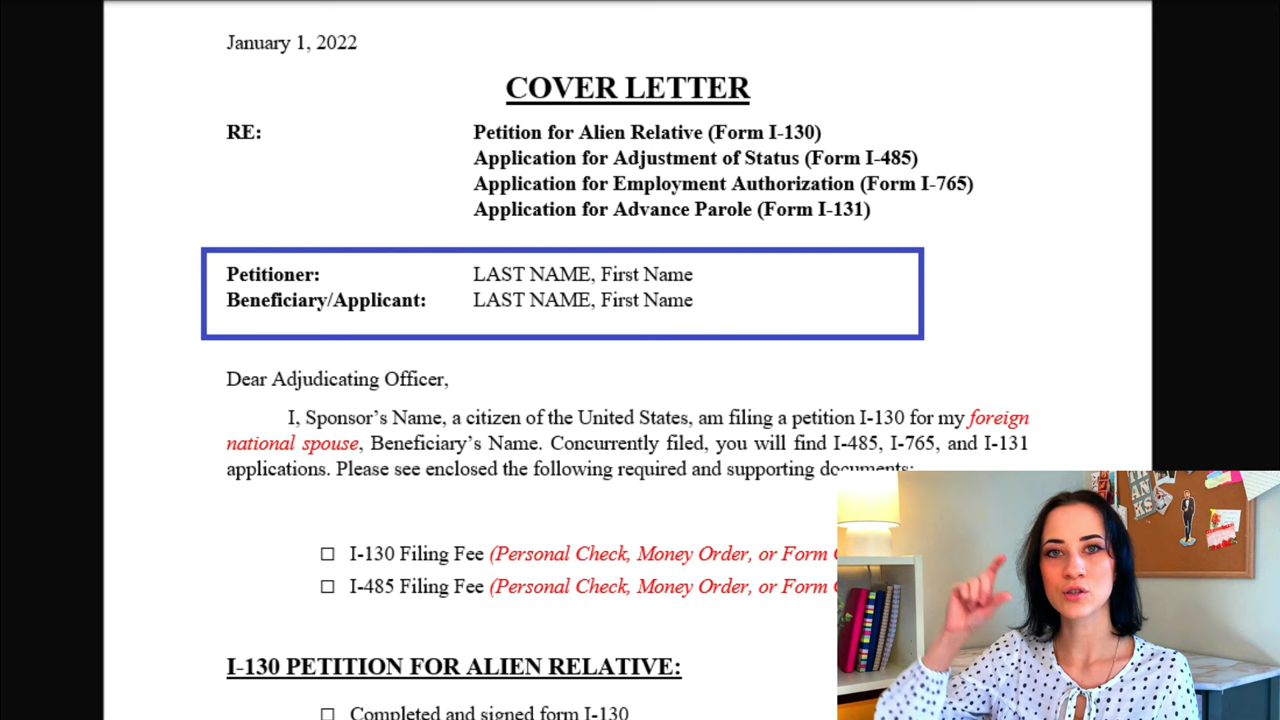 January 1, 2022
COVER LETTER
RE: Petition for Alien Relative (Form I-130)
Application for Adjustment of Status (Form I-485)
Application for Employment Authorization (Form I-765)
Application for Advance Parole (Form I-131)
Petitioner: LAST NAME, First Name
Beneficiary/Applicant: LAST NAME, First Name
Dear Adjudicating Officer,
I, Sponsor's Name, a citizen of the United States, am filing a petition I-130 for my foreign
national spouse, Beneficiary's Name. Concurrently filed, you will find I-485, I-765, and I-131
applications. Please see enclosed the following required and supporting documents:
☐ I-130 Filing Fee (Personal Check, Money Order, or Form
☐ I-485 Filing Fee (Personal Check, Money Order, or Form
I-130 PETITION FOR ALIEN RELATIVE:
☐ Completed and signed form I-130